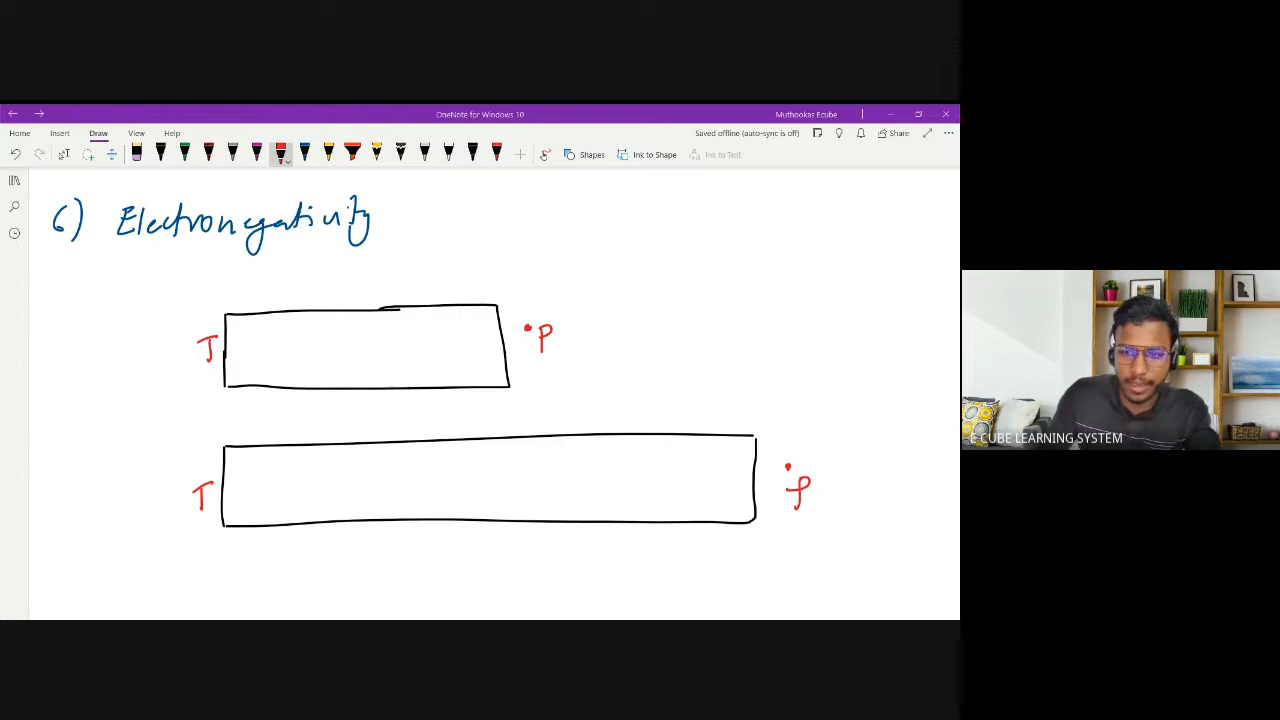 OneNote for Windows 10
Muthookas Ecube
Home Insert Draw View Help
Saved offline (auto-sync is off)
Share
Shapes
Ink to Shape
Ink to Text
6) Electronegativity
T
P
T
P
E CUBE LEARNING SYSTEM